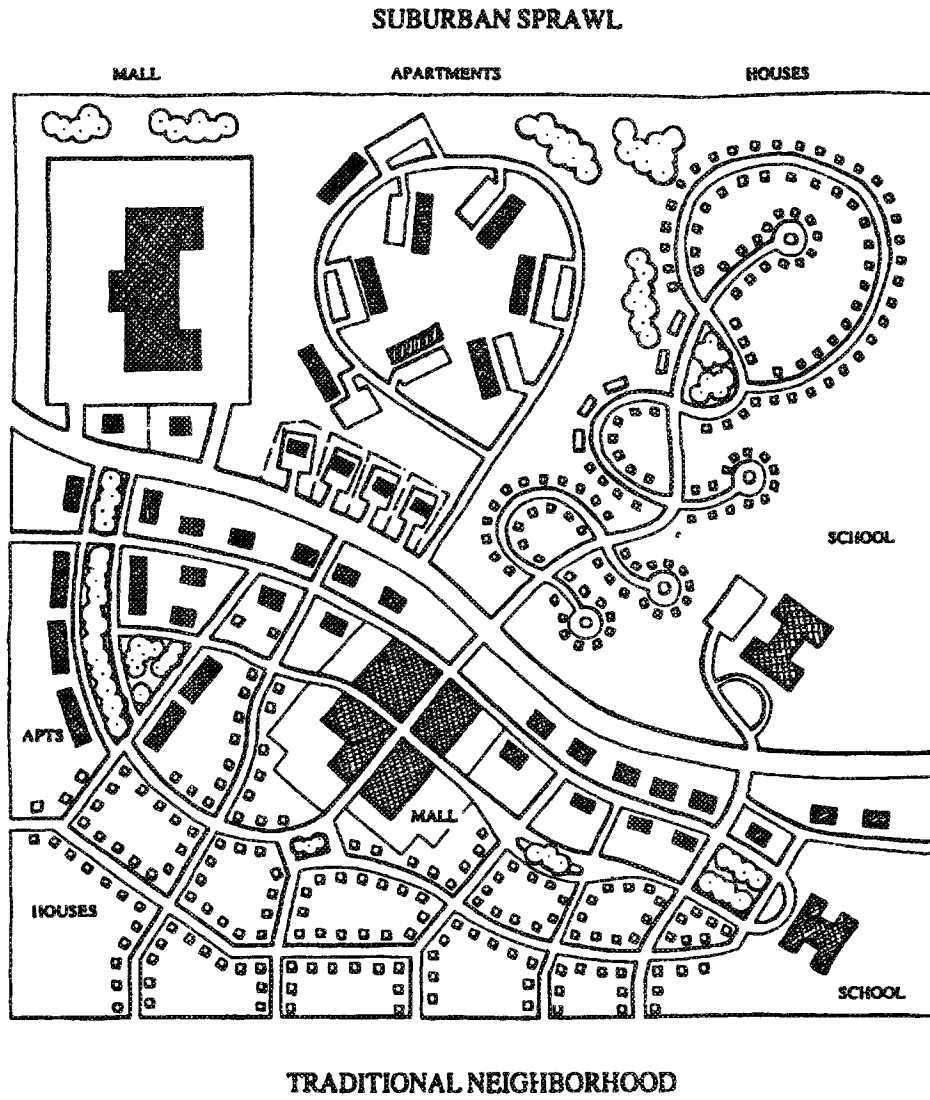 SUBURBAN SPRAWL
MALL APARTMENTS HOUSES
SCHOOL
APTS
MALL
HOUSES
SCHOOL
TRADITIONAL NEIGHBORHOOD